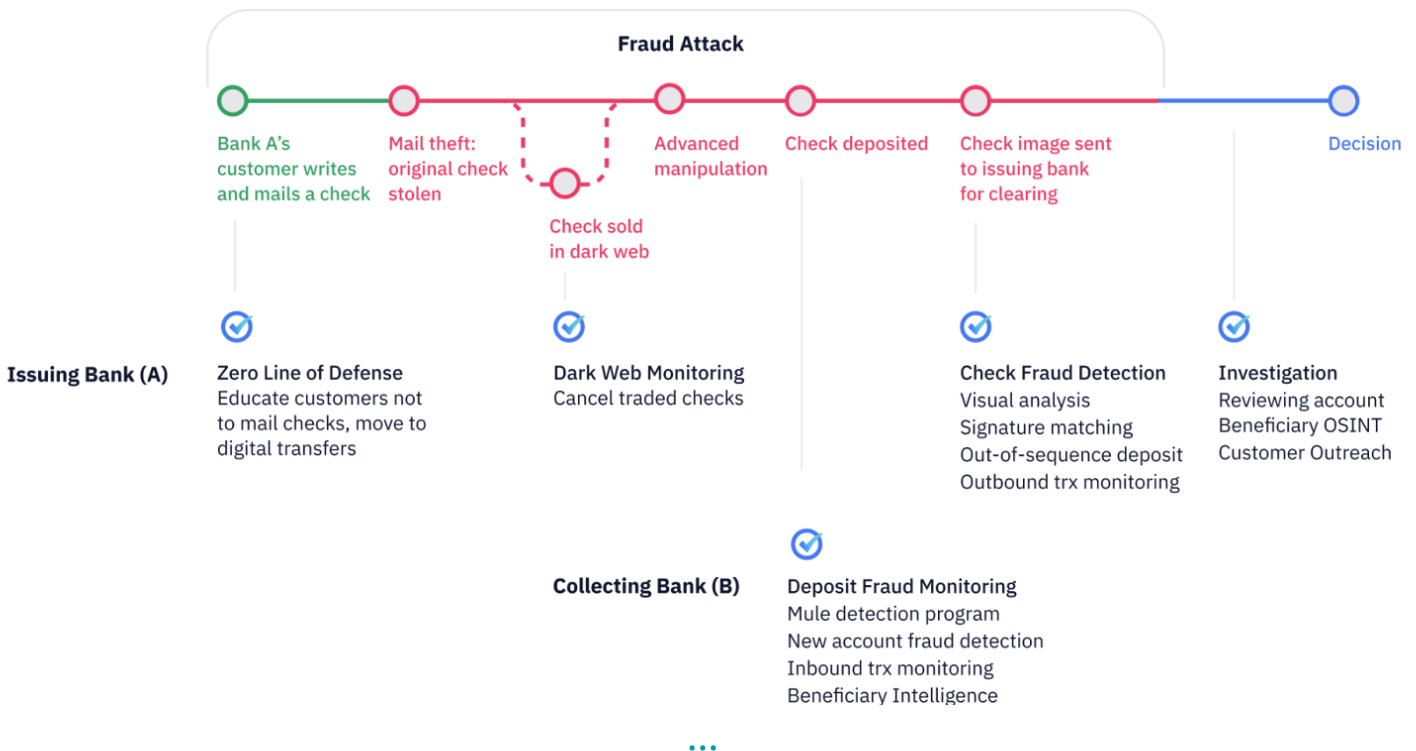 Fraud Attack
Bank A's
customer writes
and mails a check
Mail theft:
original check
stolen
Check sold
in dark web
Advanced
manipulation
Check deposited
Check image sent
to issuing bank
for clearing
Decision
Issuing Bank (A)
Zero Line of Defense
Educate customers not
to mail checks, move to
digital transfers
Dark Web Monitoring
Cancel traded checks
Check Fraud Detection
Visual analysis
Signature matching
Out-of-sequence deposit
Outbound trx monitoring
Investigation
Reviewing account
Beneficiary OSINT
Customer Outreach
Collecting Bank (B)
Deposit Fraud Monitoring
Mule detection program
New account fraud detection
Inbound trx monitoring
Beneficiary Intelligence